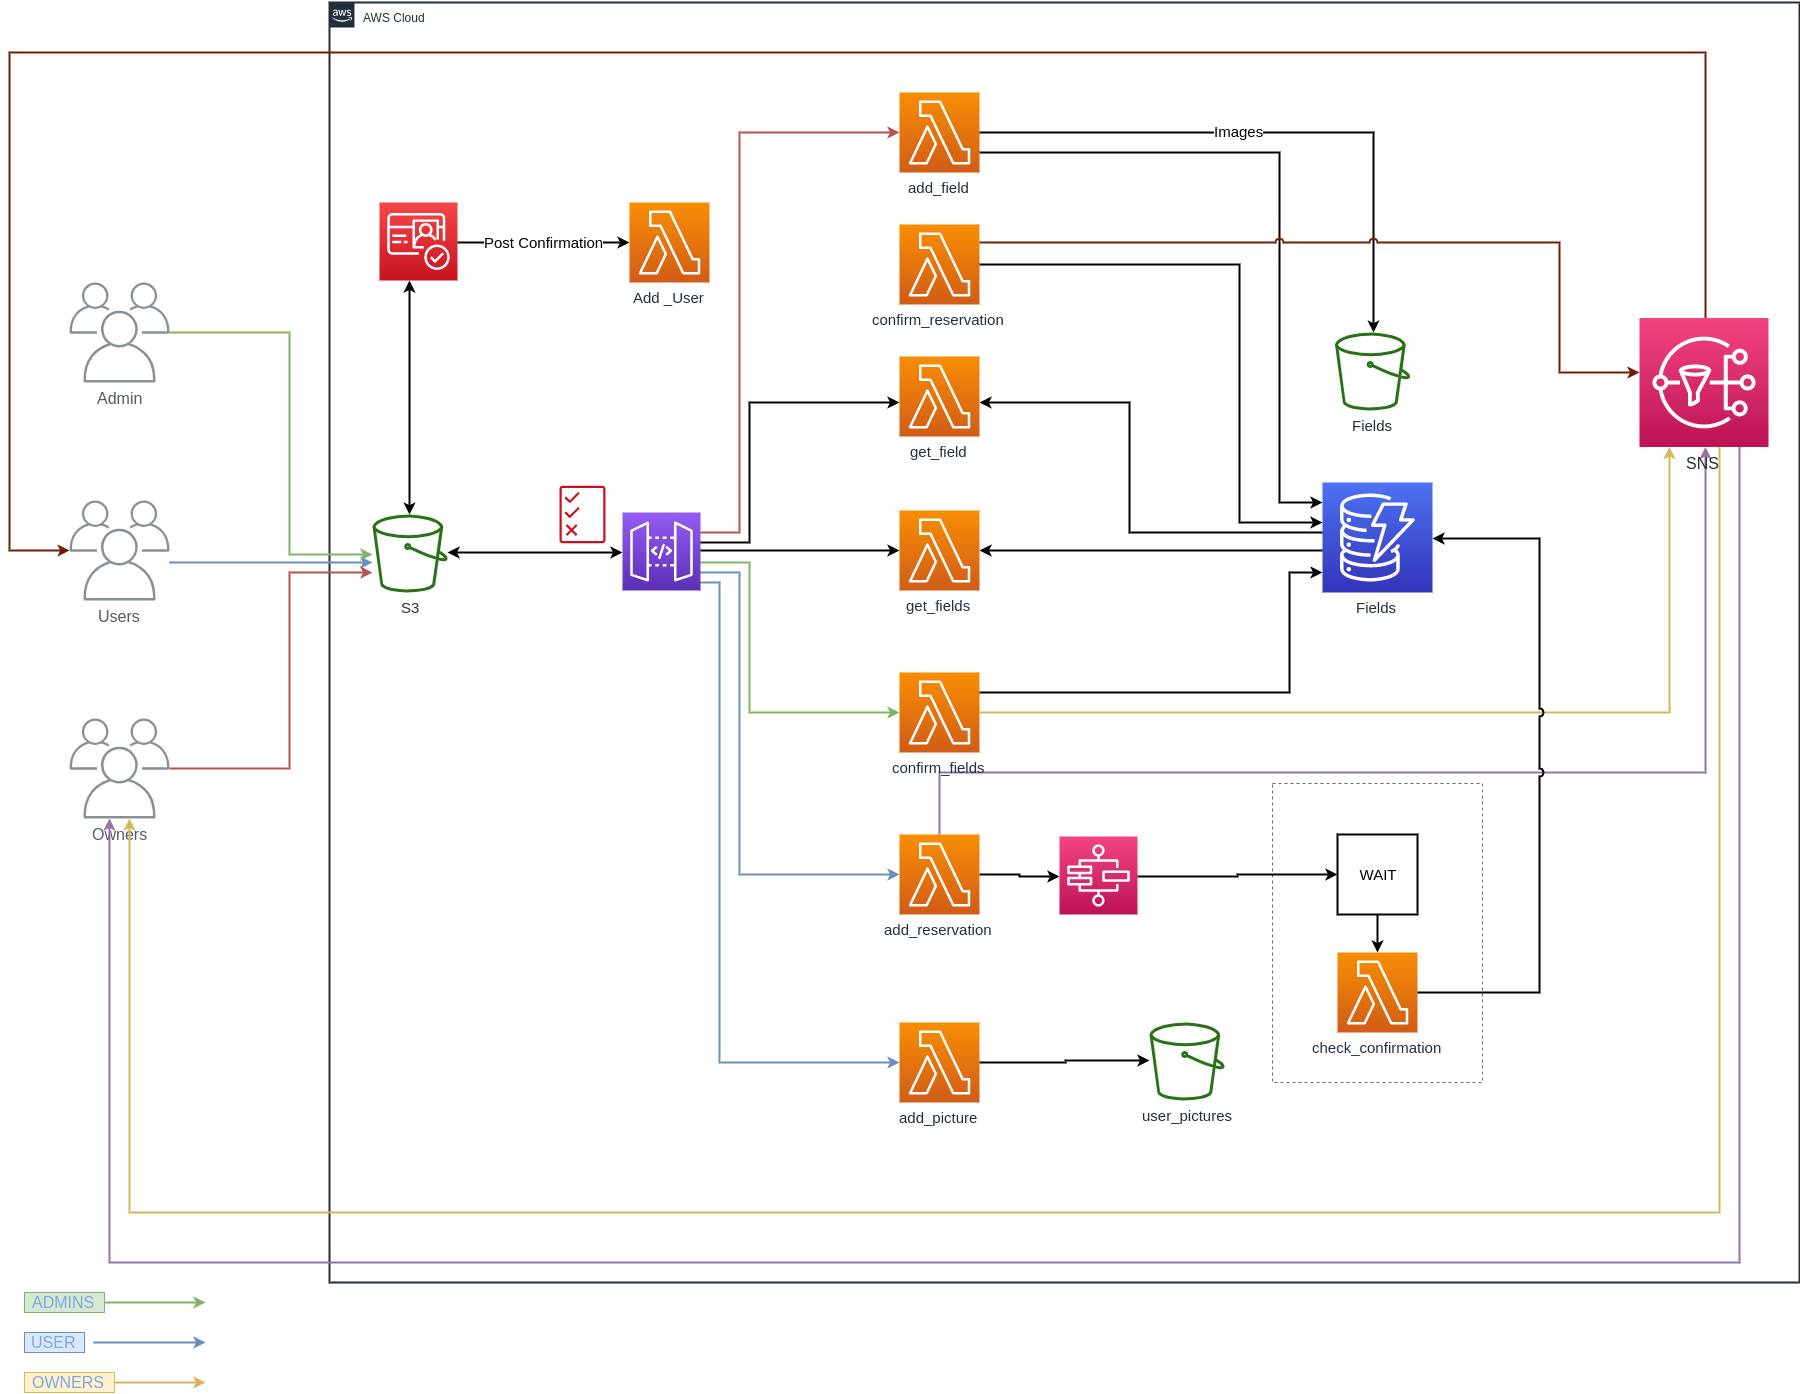 aws
AWS Cloud
Images
add_field
Post Confirmation
Add _User
confirm_reservation
Admin
Fields
get_field
SNS
Users
S3
get_fields
Fields
confirm_fields
Owners
WAIT
add_reservation
check_confirmation
add_picture
user_pictures
ADMINS
USER
OWNERS